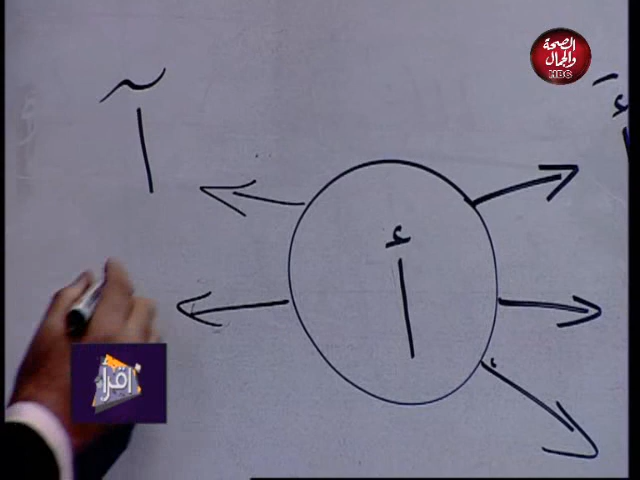 الصحة
والجمال
HBC
آ
أَ
أ
اقرأ